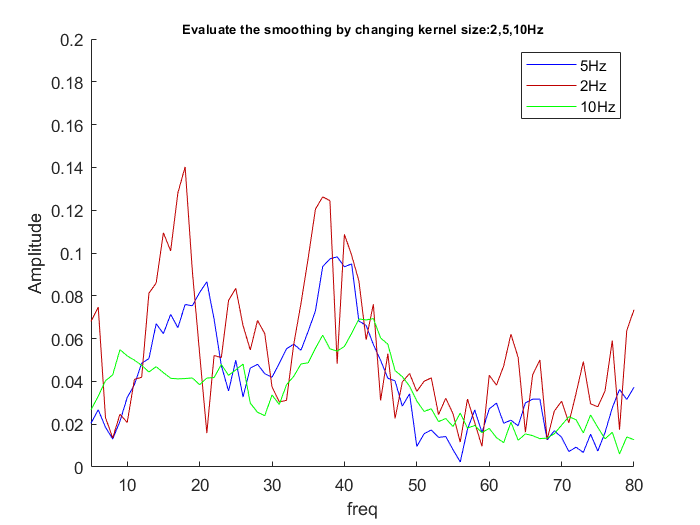 Evaluate the smoothing by changing kernel size:2,5,10Hz
0.2
0.18
0.16
0.14
0.12
0.1
0.08
0.06
0.04
0.02
0
Amplitude
5Hz
2Hz
10Hz
10 20 30 40 50 60 70 80
freq